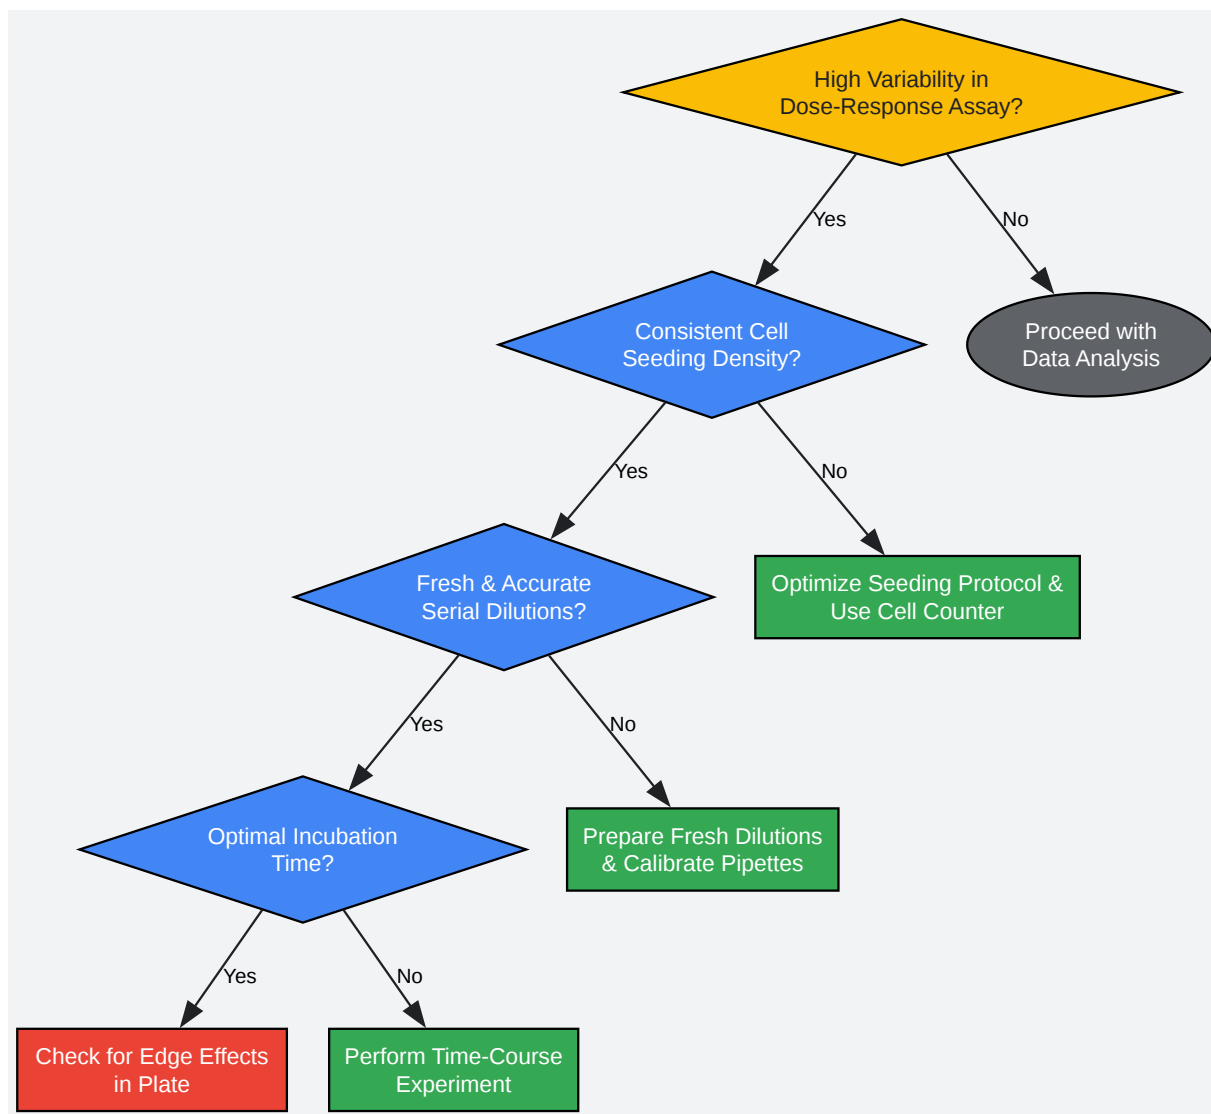 High Variability in
Dose-Response Assay?
Yes
No
Consistent Cell
Seeding Density?
Proceed with
Data Analysis
Yes
No
Fresh & Accurate
Serial Dilutions?
Optimize Seeding Protocol &
Use Cell Counter
Yes
No
Optimal Incubation
Time?
Prepare Fresh Dilutions
& Calibrate Pipettes
Yes
No
Check for Edge Effects
in Plate
Perform Time-Course
Experiment